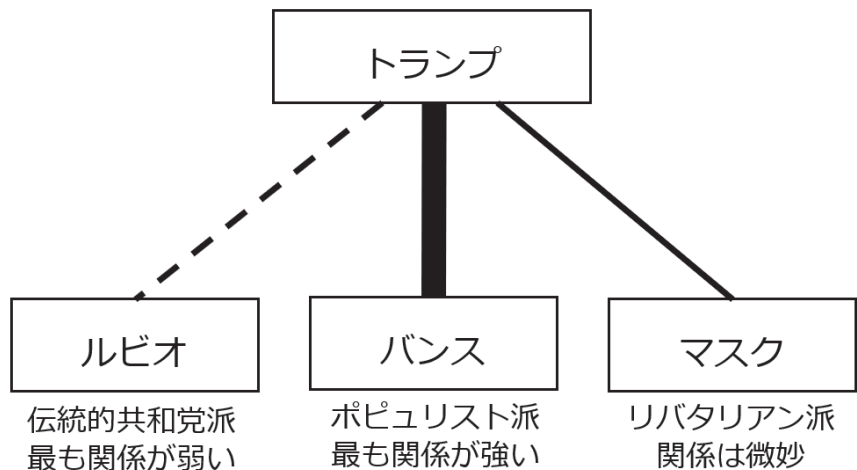 トランプ
ルビオ
バンス
マスク
伝統的共和党派
最も関係が弱い
ポピュリスト派
最も関係が強い
リバタリアン派
関係は微妙